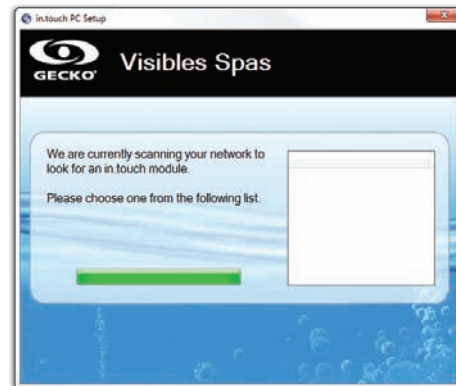 in.touch PC Setup
GECKO
Visibles Spas
We are currently scanning your network to
look for an in.touch module.
Please choose one from the following list.